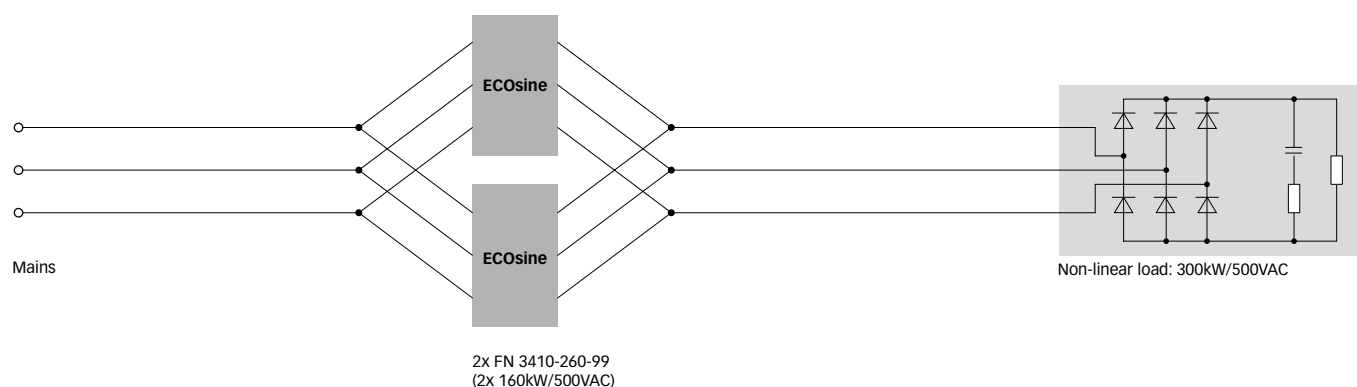 ECOsine
ECOsine
Mains
Non-linear load: 300kW/500VAC
2x FN 3410-260-99
(2x 160kW/500VAC)